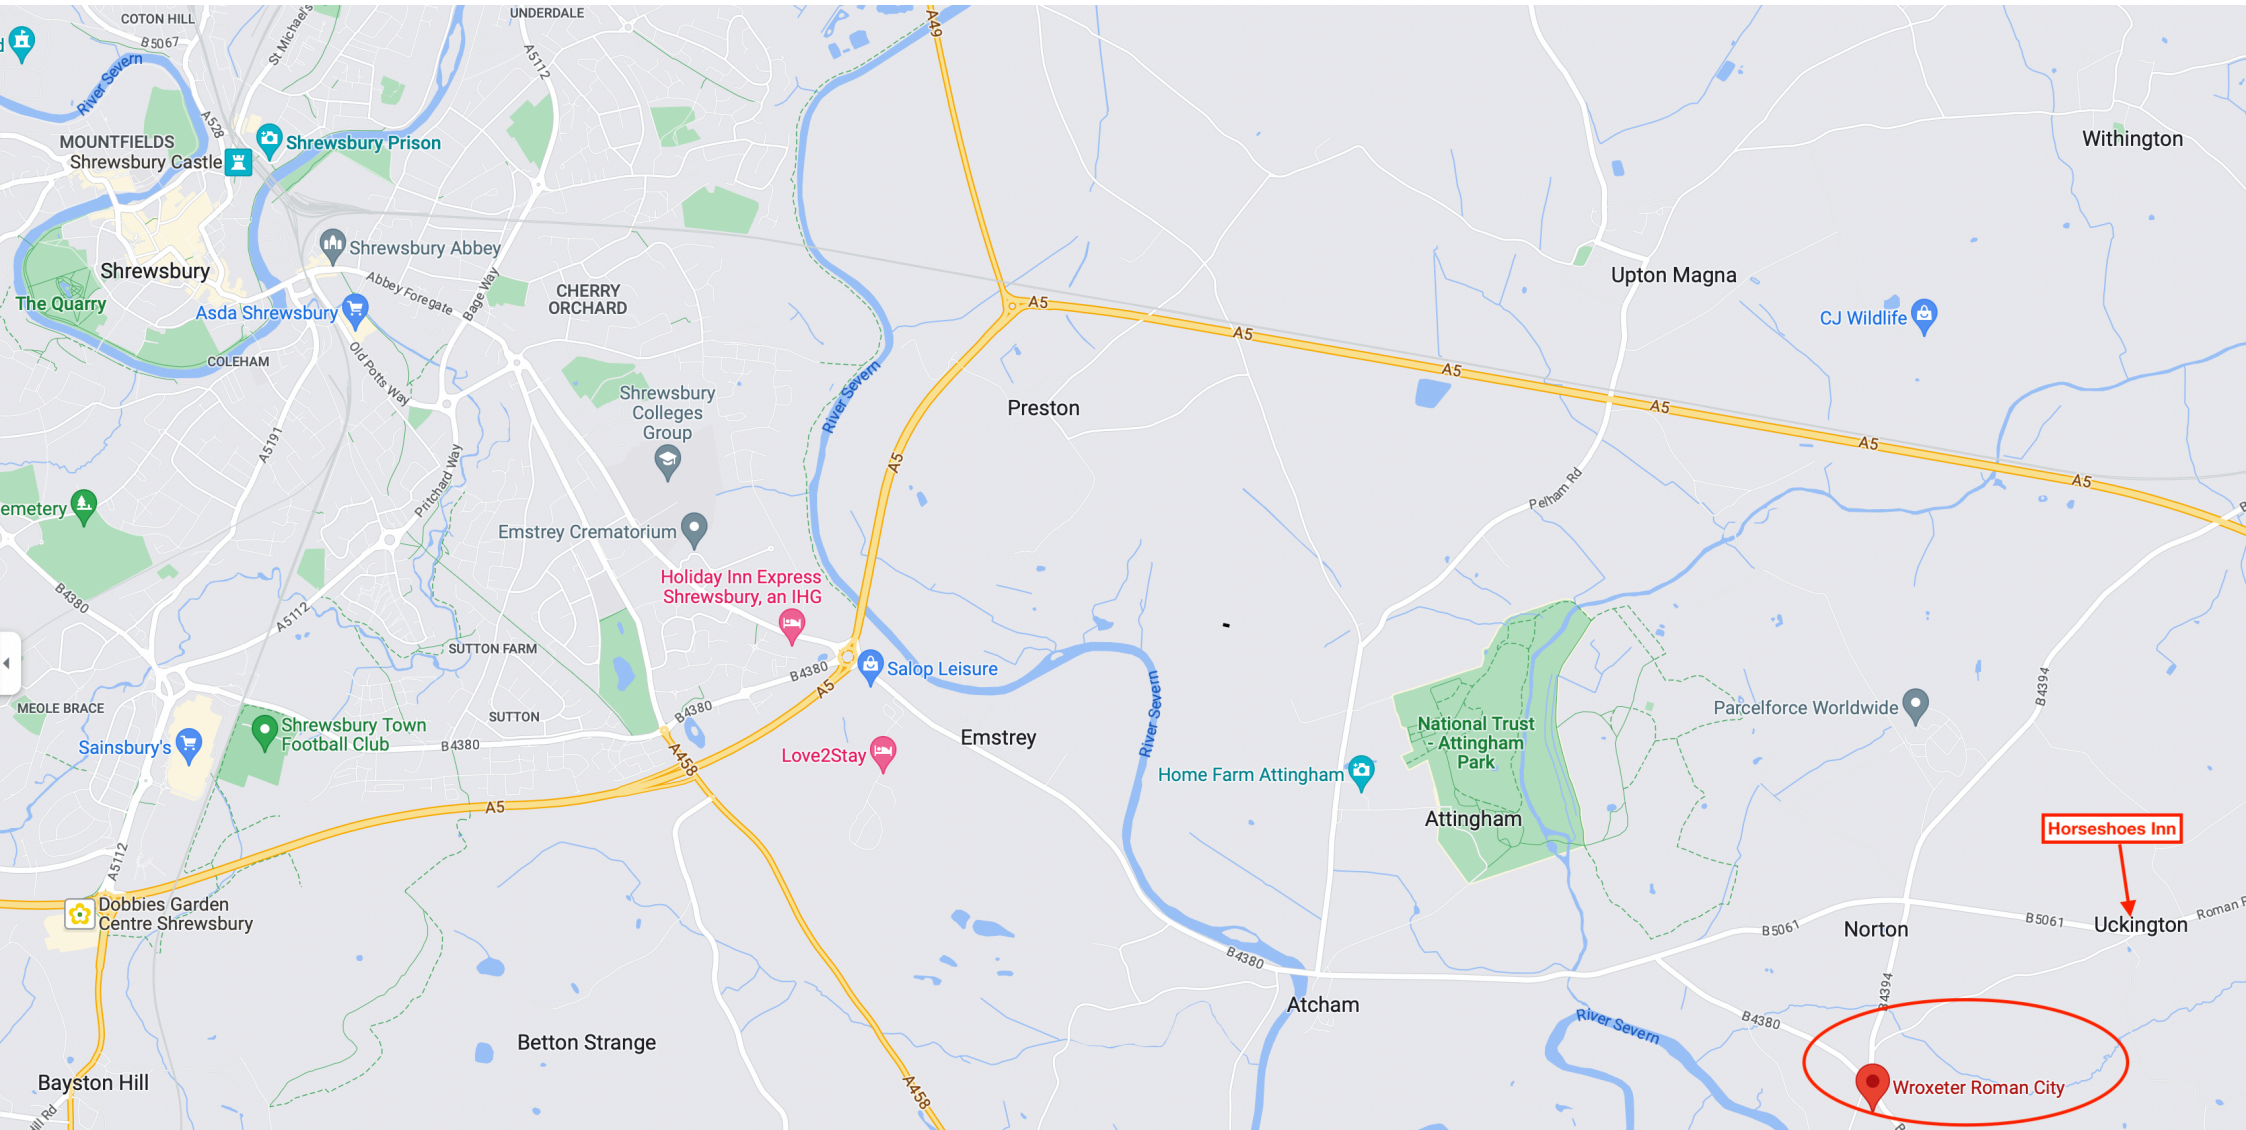 COTON HILL
B5067
St Michael's
UNDERDALE
A5112
A49
River Severn
A528
MOUNTFIELDS
Shrewsbury Castle
Shrewsbury Prison
Withington
Shrewsbury
The Quarry
Shrewsbury Abbey
Abbey Foregate
Bage Way
CHERRY
ORCHARD
Asda Shrewsbury
COLEHAM
Old Potts Way
A5
A5
A5
A5
A5
A5
Upton Magna
CJ Wildlife
River Severn
Preston
Shrewsbury
Colleges
Group
A5191
Pritchard Way
A5
Pelham Rd
emetery
Emstrey Crematorium
B4380
A5112
Holiday Inn Express
Shrewsbury, an IHG
SUTTON FARM
B4380
A5
Salop Leisure
MEOLE BRACE
SUTTON
B4380
B4380
A458
Sainsbury's
Shrewsbury Town
Football Club
Love2Stay
Emstrey
River Severn
Home Farm Attingham
National Trust
- Attingham
Park
Attingham
Parcelforce Worldwide
B4394
A5
A5112
Horseshoes Inn
Dobbies Garden
Centre Shrewsbury
B4380
B5061
Norton
B5061
Uckington
Roman
Atcham
B4394
River Severn
B4380
Betton Strange
Bayston Hill
A458
Wroxeter Roman City